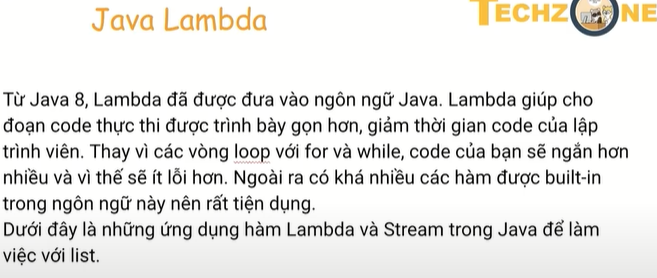 Java Lambda
TECHZONE
Từ Java 8, Lambda đã được đưa vào ngôn ngữ Java. Lambda giúp cho
đoạn code thực thi được trình bày gọn hơn, giảm thời gian code của lập
trình viên. Thay vì các vòng loop với for và while, code của bạn sẽ ngắn hơn
nhiều và vì thế sẽ ít lỗi hơn. Ngoài ra có khá nhiều các hàm được built-in
trong ngôn ngữ này nên rất tiện dụng.
Dưới đây là những ứng dụng hàm Lambda và Stream trong Java để làm
việc với list.